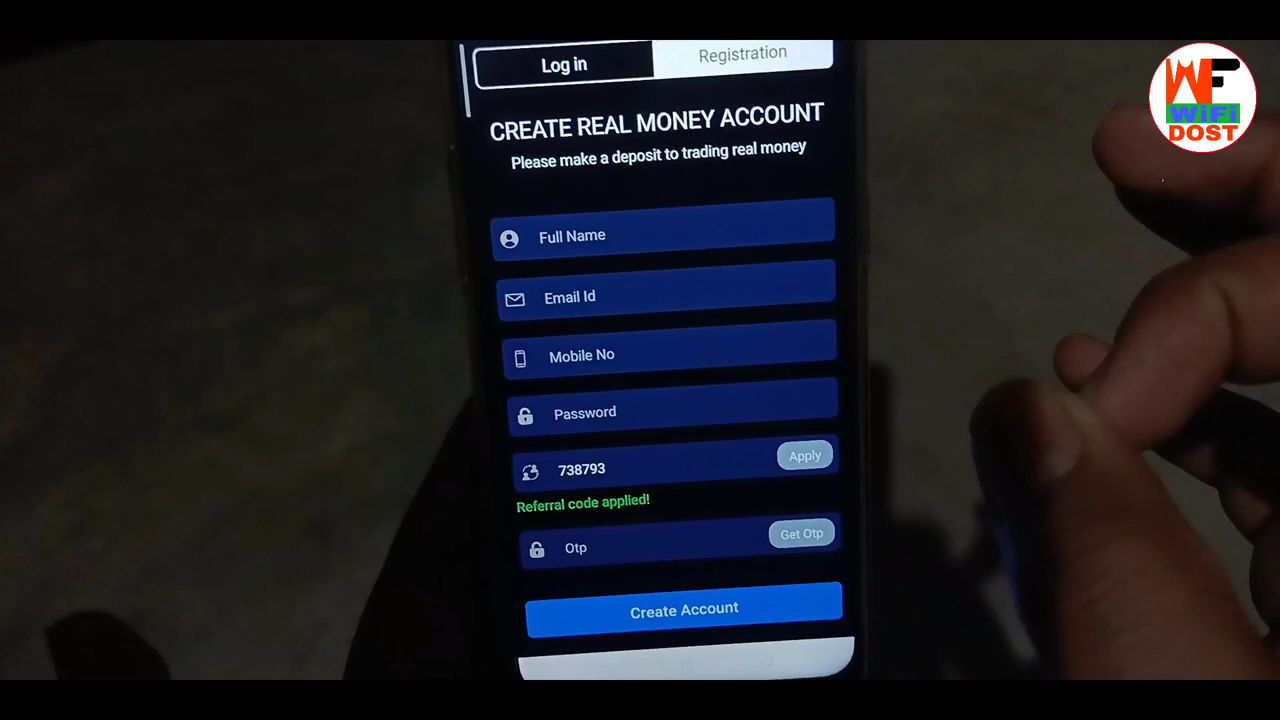 Log in
Registration
CREATE REAL MONEY ACCOUNT
Please make a deposit to trading real money
Full Name
Email Id
Mobile No
Password
738793
Apply
Referral code applied!
Otp
Get Otp
Create Account
WF
WiFi
DOST